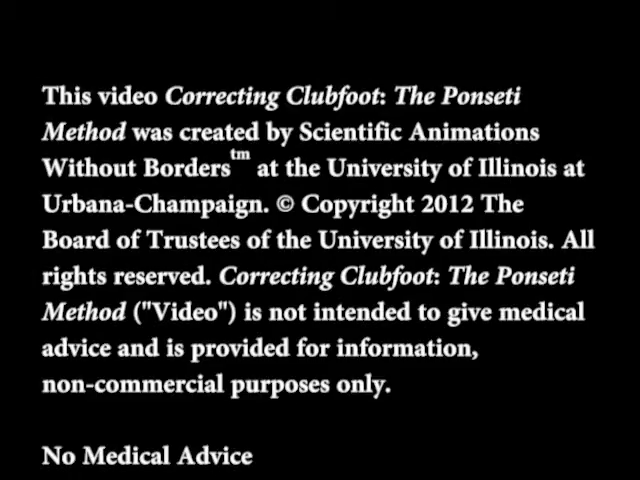 This video Correcting Clubfoot: The Ponseti
Method was created by Scientific Animations
Without Borders™ at the University of Illinois at
Urbana-Champaign. © Copyright 2012 The
Board of Trustees of the University of Illinois. All
rights reserved. Correcting Clubfoot: The Ponseti
Method ("Video") is not intended to give medical
advice and is provided for information,
non-commercial purposes only.
No Medical Advice